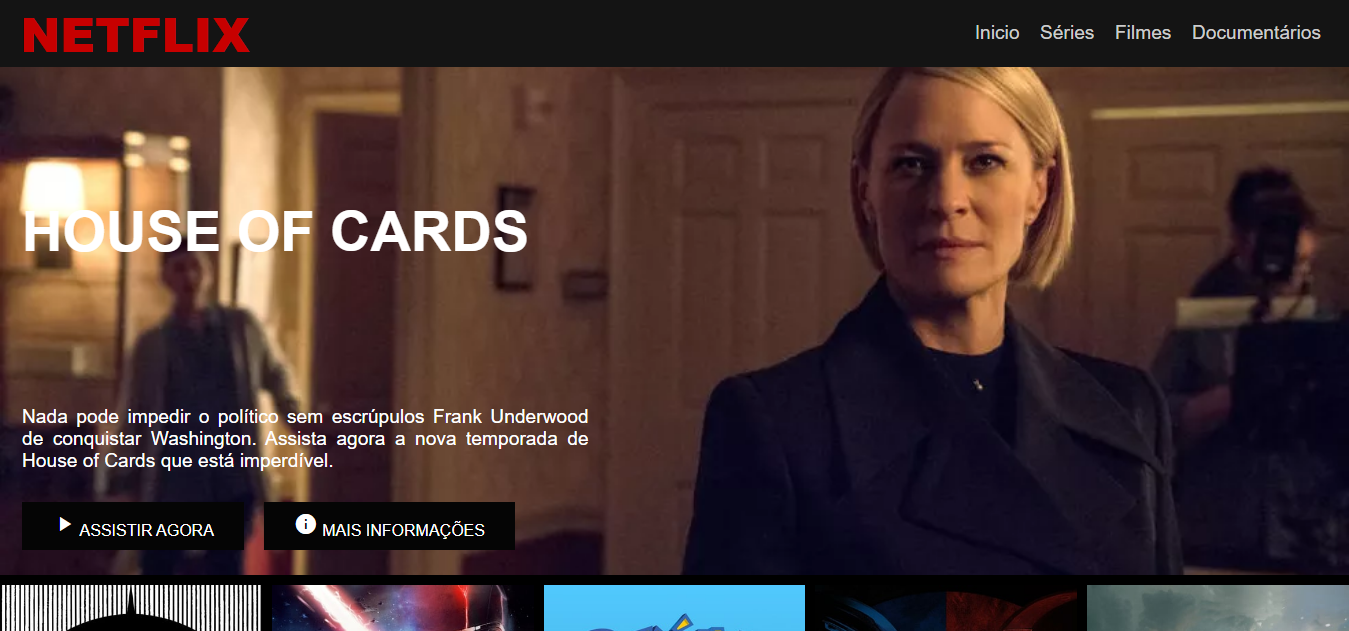 NETFLIX
Inicio Séries Filmes Documentários
HOUSE OF CARDS
Nada pode impedir o político sem escrúpulos Frank Underwood
de conquistar Washington. Assista agora a nova temporada de
House of Cards que está imperdível.
ASSISTIR AGORA
MAIS INFORMAÇÕES